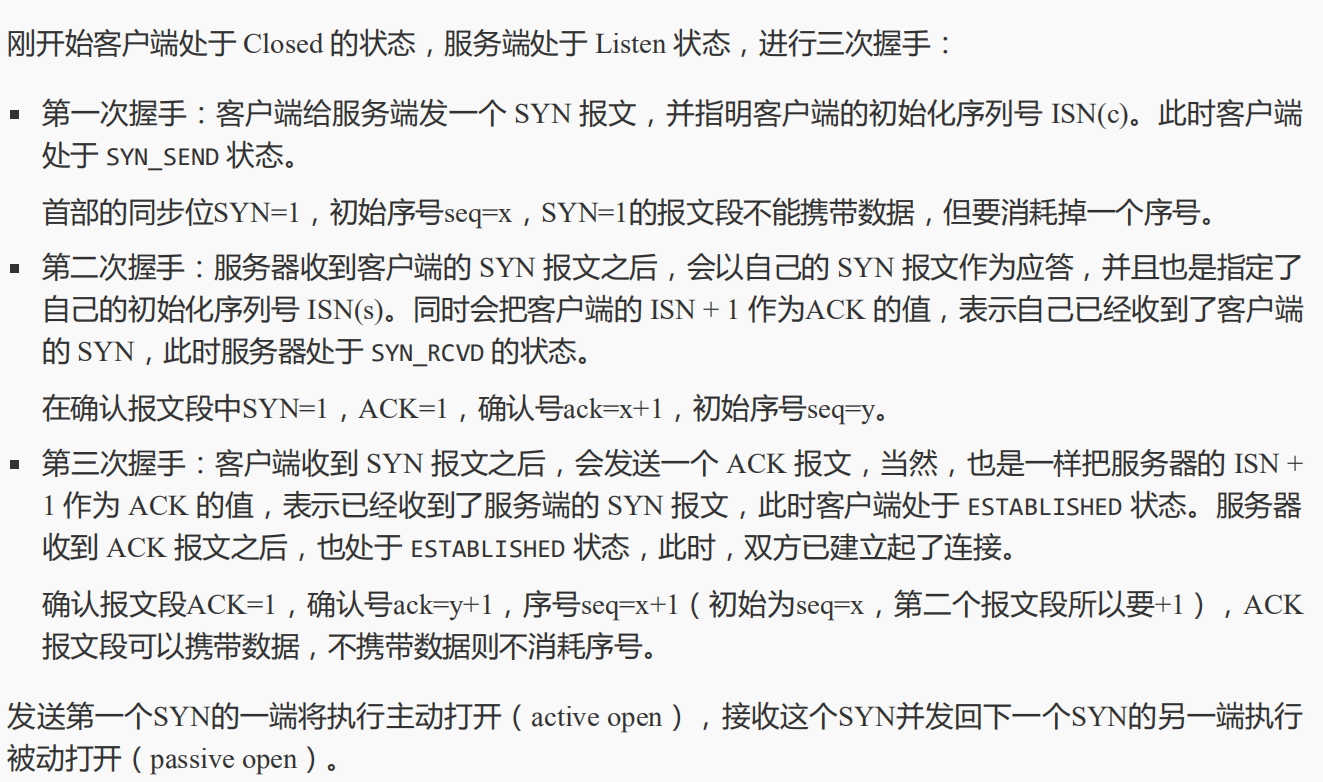 刚开始客户端处于 Closed 的状态，服务端处于 Listen 状态，进行三次握手：
▪ 第一次握手：客户端给服务端发一个 SYN 报文，并指明客户端的初始化序列号 ISN(c)。此时客户端
处于 SYN_SEND 状态。
首部的同步位SYN=1，初始序号seq=x，SYN=1的报文段不能携带数据，但要消耗掉一个序号。
▪ 第二次握手：服务器收到客户端的 SYN 报文之后，会以自己的 SYN 报文作为应答，并且也是指定了
自己的初始化序列号 ISN(s)。同时会把客户端的 ISN + 1 作为ACK 的值，表示自己已经收到了客户端
的 SYN，此时服务器处于 SYN_RCVD 的状态。
在确认报文段中SYN=1，ACK=1，确认号ack=x+1，初始序号seq=y。
▪ 第三次握手：客户端收到 SYN 报文之后，会发送一个 ACK 报文，当然，也是一样把服务器的 ISN +
1 作为 ACK 的值，表示已经收到了服务端的 SYN 报文，此时客户端处于 ESTABLISHED 状态。服务器
收到 ACK 报文之后，也处于 ESTABLISHED 状态，此时，双方已建立起了连接。
确认报文段ACK=1，确认号ack=y+1，序号seq=x+1（初始为seq=x，第二个报文段所以要+1），ACK
报文段可以携带数据，不携带数据则不消耗序号。
发送第一个SYN的一端将执行主动打开（active open），接收这个SYN并发回下一个SYN的另一端执行
被动打开（passive open）。